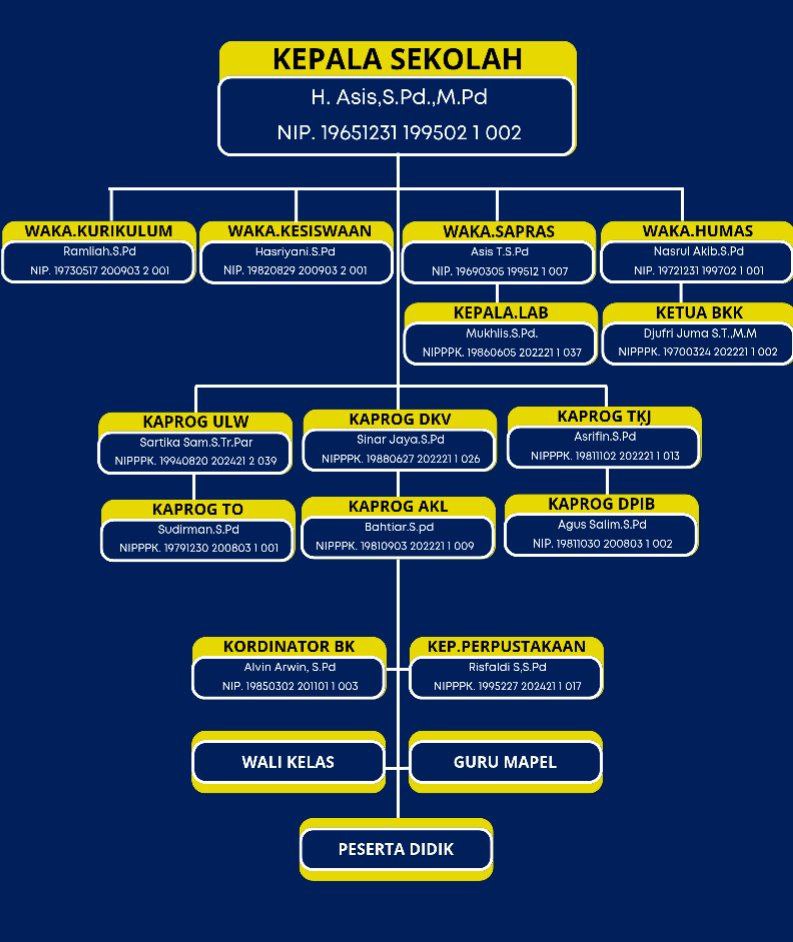 KEPALA SEKOLAH
H. Asis,S.Pd.,M.Pd
NIP. 19651231 199502 1 002
WAKA.KURIKULUM
Ramliah.S.Pd
NIP. 19730517 200903 2 001
WAKA.KESISWAAN
Hasriyani.S.Pd
NIP. 19820829 200903 2 001
WAKA.SAPRAS
Asis T.S.Pd
NIP. 19690305 199512 1 007
WAKA.HUMAS
Nasrul Akib.S.Pd
NIP. 19721231 199702 1 001
KEPALA.LAB
Mukhlis.S.Pd.
NIPPPK. 19860605 202221 1 037
KETUA BKK
Djufri Juma S.T.,M.M
NIPPPK. 19700324 202221 1 002
KAPROG ULW
Sartika Sam.S.Tr.Par
NIPPPK. 19940820 202421 2 039
KAPROG DKV
Sinar Jaya.S.Pd
NIPPPK. 19880627 202221 1 026
KAPROG TKJ
Asrifin.S.Pd
NIPPPK. 19811102 202221 1 013
KAPROG TO
Sudirman.S.Pd
NIPPPK. 19791230 200803 1 001
KAPROG AKL
Bahtiar.S.pd
NIPPPK. 19810903 202221 1 009
KAPROG DPIB
Agus Salim.S.Pd
NIP. 19811030 200803 1 002
KORDINATOR BK
Alvin Arwin, S.Pd
NIP. 19850302 201101 1 003
KEP.PERPUSTAKAAN
Risfaldi S,S.Pd
NIPPPK. 1995227 202421 1 017
WALI KELAS
GURU MAPEL
PESERTA DIDIK